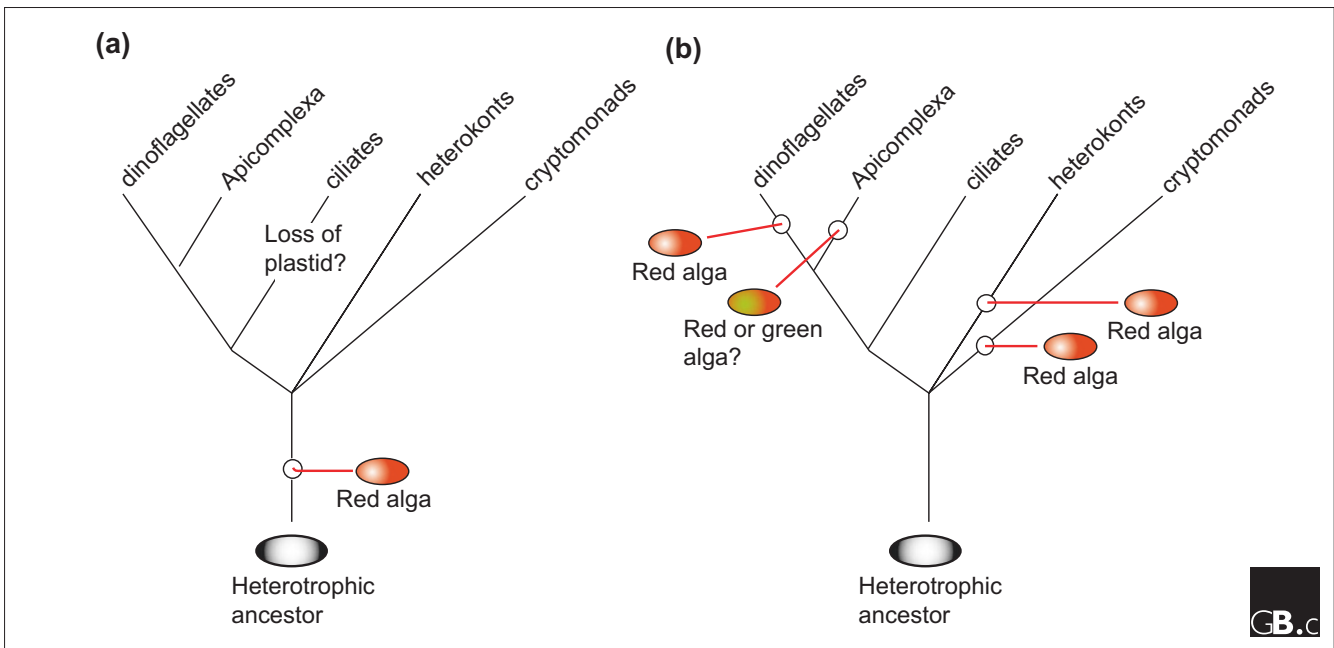 (a)
dinoflagellates
Apicomplexa
ciliates
heterokonts
cryptomonads
Loss of
plastid?
Red alga
Heterotrophic
ancestor
(b)
dinoflagellates
Apicomplexa
ciliates
heterokonts
cryptomonads
Red alga
Red or green
alga?
Red alga
Red alga
Heterotrophic
ancestor
GB.c